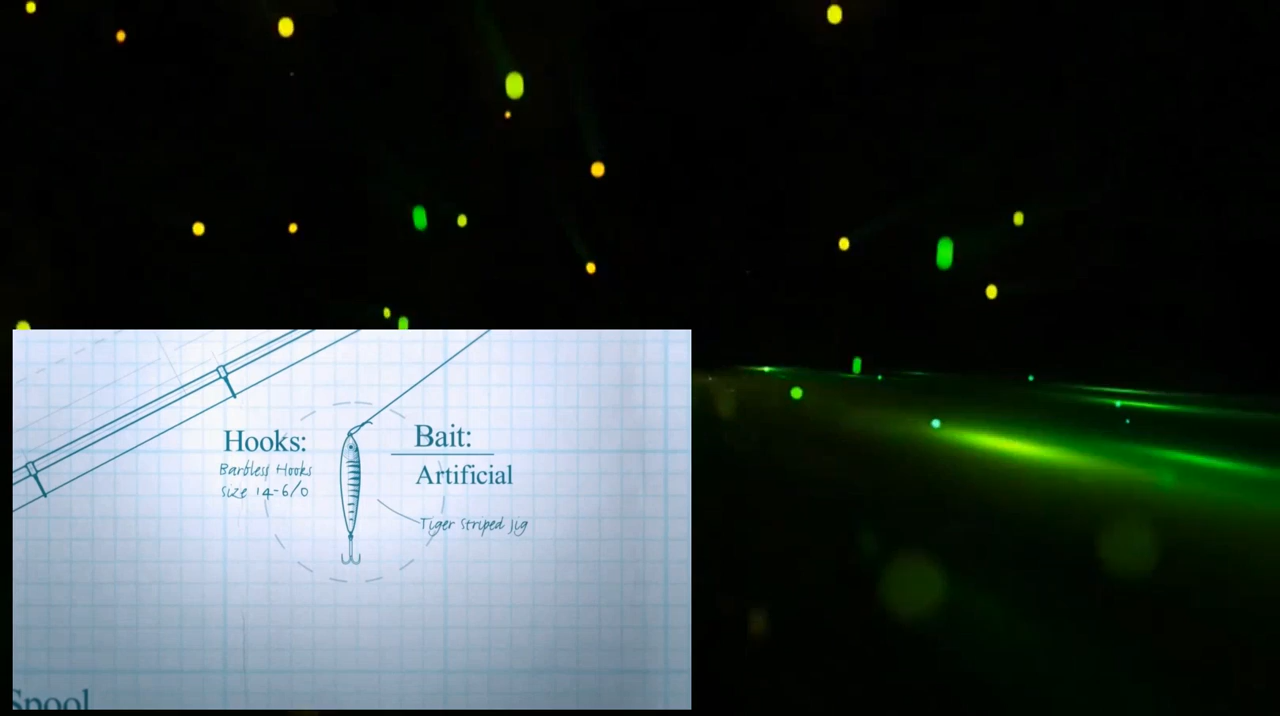 Hooks:
Barbless Hooks
size 14-6/0
Bait:
Artificial
Tiger Striped Jig
Spool